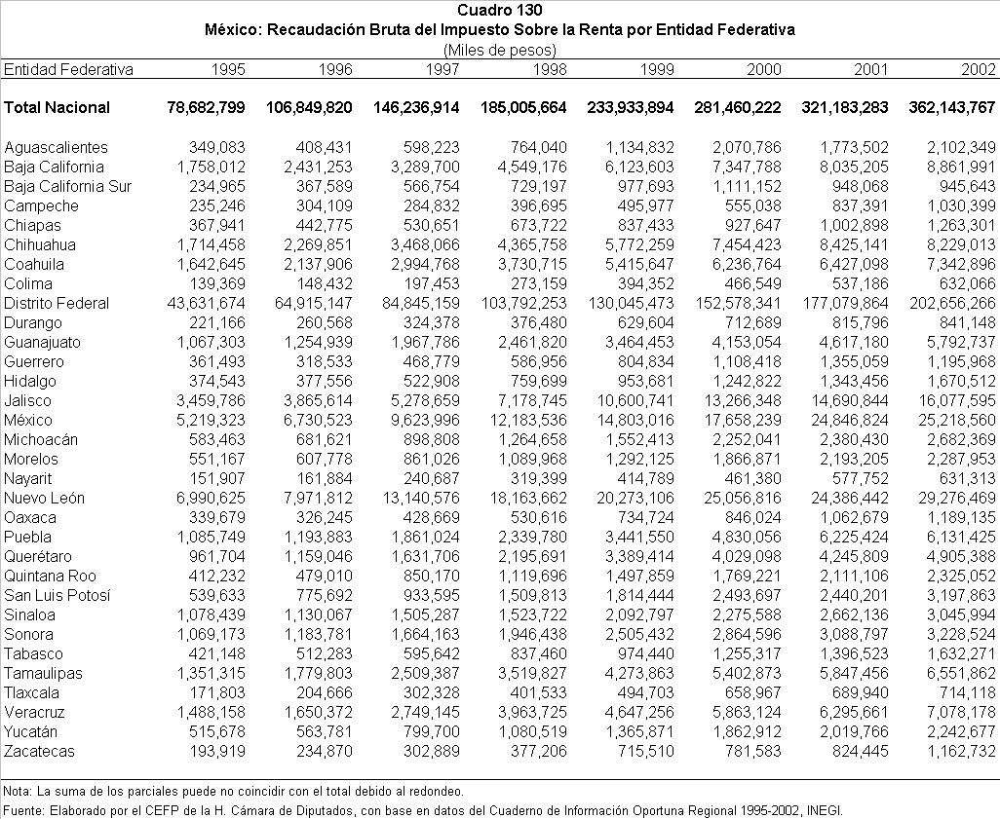 Cuadro 130
México: Recaudación Bruta del Impuesto Sobre la Renta por Entidad Federativa
(Miles de pesos)
Entidad Federativa 1995 1996 1997 1998 1999 2000 2001 2002
Total Nacional 78,682,799 106,849,820 146,236,914 185,005,664 233,933,894 281,460,222 321,183,283 362,143,767
Aguascalientes 349,083 408,431 598,223 764,040 1,134,832 2,070,786 1,773,502 2,102,349
Baja California 1,758,012 2,431,253 3,289,700 4,549,176 6,123,603 7,347,788 8,035,205 8,861,991
Baja California Sur 234,965 367,589 566,754 729,197 977,693 1,111,152 948,068 945,643
Campeche 235,246 304,109 284,832 396,695 495,977 555,038 837,391 1,030,399
Chiapas 367,941 442,775 530,651 673,722 837,433 927,647 1,002,898 1,263,301
Chihuahua 1,714,458 2,269,851 3,468,066 4,365,758 5,772,259 7,454,423 8,425,141 8,229,013
Coahuila 1,642,645 2,137,906 2,994,768 3,730,715 5,415,647 6,236,764 6,427,098 7,342,896
Colima 139,369 148,432 197,453 273,159 394,352 466,549 537,186 632,066
Distrito Federal 43,631,674 64,915,147 84,845,159 103,792,253 130,045,473 152,578,341 177,079,864 202,656,266
Durango 221,166 260,568 324,378 376,480 629,604 712,689 815,796 841,148
Guanajuato 1,067,303 1,254,939 1,967,786 2,461,820 3,464,453 4,153,054 4,617,180 5,792,737
Guerrero 361,493 318,533 468,779 586,956 804,834 1,108,418 1,355,059 1,195,968
Hidalgo 374,543 377,556 522,908 759,699 953,681 1,242,822 1,343,456 1,670,512
Jalisco 3,459,786 3,865,614 5,278,659 7,178,745 10,600,741 13,266,348 14,690,844 16,077,595
México 5,219,323 6,730,523 9,623,996 12,183,536 14,803,016 17,658,239 24,846,824 25,218,560
Michoacán 583,463 681,621 898,808 1,264,658 1,552,413 2,252,041 2,380,430 2,682,369
Morelos 551,167 607,778 861,026 1,089,968 1,292,125 1,866,871 2,193,205 2,287,953
Nayarit 151,907 161,884 240,687 319,399 414,789 461,380 577,752 631,313
Nuevo León 6,990,625 7,971,812 13,140,576 18,163,662 20,273,106 25,056,816 24,386,442 29,276,469
Oaxaca 339,679 326,245 428,669 530,616 734,724 846,024 1,062,679 1,189,135
Puebla 1,085,749 1,193,883 1,861,024 2,339,780 3,441,550 4,830,056 6,225,424 6,131,425
Querétaro 961,704 1,159,046 1,631,706 2,195,691 3,389,414 4,029,098 4,245,809 4,905,388
Quintana Roo 412,232 479,010 850,170 1,119,696 1,497,859 1,769,221 2,111,106 2,325,052
San Luis Potosí 539,633 775,692 933,595 1,509,813 1,814,444 2,493,697 2,440,201 3,197,863
Sinaloa 1,078,439 1,130,067 1,505,287 1,523,722 2,092,797 2,275,588 2,662,136 3,045,994
Sonora 1,069,173 1,183,781 1,664,163 1,946,438 2,505,432 2,864,596 3,088,797 3,228,524
Tabasco 421,148 512,283 595,642 837,460 974,440 1,255,317 1,396,523 1,632,271
Tamaulipas 1,351,315 1,779,803 2,509,387 3,519,827 4,273,863 5,402,873 5,847,456 6,551,862
Tlaxcala 171,803 204,666 302,328 401,533 494,703 658,967 689,940 714,118
Veracruz 1,488,158 1,650,372 2,749,145 3,963,725 4,647,256 5,863,124 6,295,661 7,078,178
Yucatán 515,678 563,781 799,700 1,080,519 1,365,871 1,862,912 2,019,766 2,242,677
Zacatecas 193,919 234,870 302,889 377,206 715,510 781,583 824,445 1,162,732
Nota: La suma de los parciales puede no coincidir con el total debido al redondeo.
Fuente: Elaborado por el CEFP de la H. Cámara de Diputados, con base en datos del Cuaderno de Información Oportuna Regional 1995-2002, INEGI.